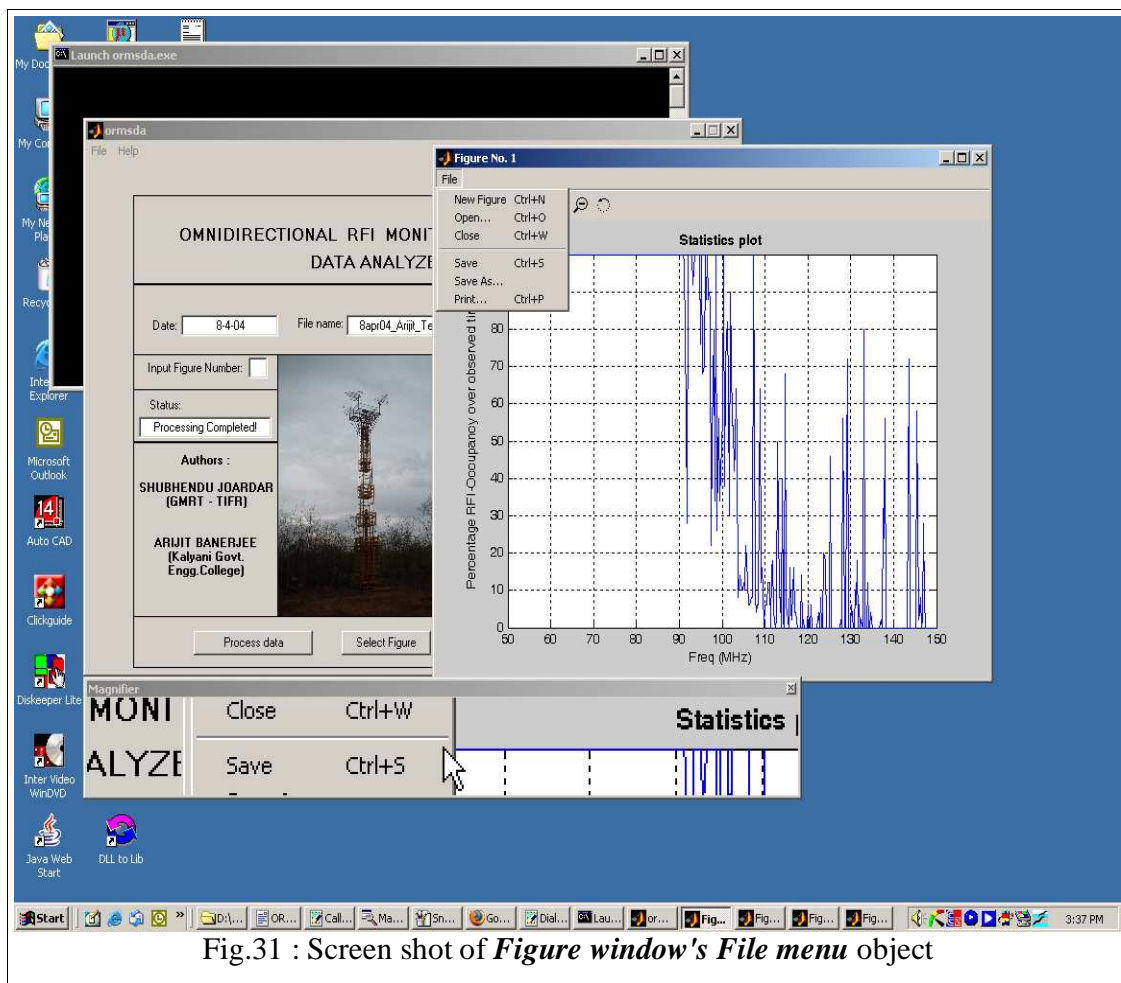 My Doc
Launch ormsda.exe
My Co
ormsda
File Help
Figure No. 1
File
New Figure Ctrl+N
Open... Ctrl+O
Close Ctrl+W
Save Ctrl+S
Save As...
Print... Ctrl+P
My Ne
Pla
OMNIDIRECTIONAL RFI MONI
DATA ANALYZE
Statistics plot
Recy
Date: 8-4-04 File name: 8apr04_Arijit_Te
Input Figure Number:
Status:
Processing Completed!
Authors :
SHUBHENDU JOARDAR
(GMRT - TIFR)
ARIJIT BANERJEE
(Kalyani Govt.
Engg.College)
Process data Select Figure
Percentage RFI-Occupancy over observed tim
80
70
60
50
40
30
20
10
0
50 60 70 80 90 100 110 120 130 140 150
Freq (MHz)
Inter
Explorer
Microsoft
Outlook
Auto CAD
Clickguide
Diskeeper Lite
Inter Video
WinDVD
Java Web
Start
DLL to Lib
Magnifier
MONI Close Ctrl+W Statistics
ALYZE Save Ctrl+S
Start » D:\... OR... Call... Ma... Sn... Go... Dial... Lau... or... Fig... Fig... Fig... Fig... 3:37 PM
Fig.31 : Screen shot of Figure window's File menu object